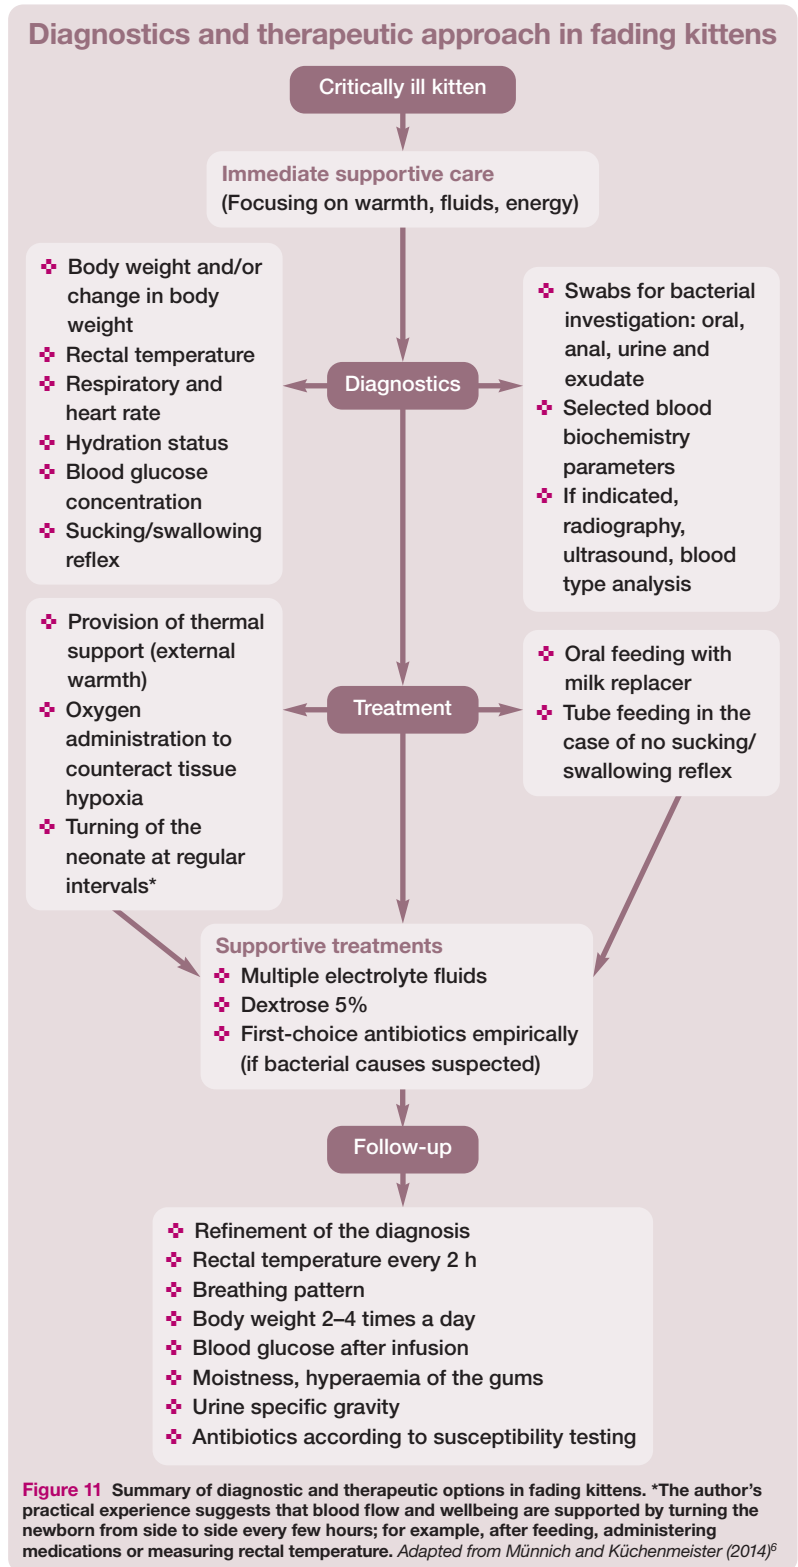 Diagnostics and therapeutic approach in fading kittens
Critically ill kitten
Immediate supportive care
(Focusing on warmth, fluids, energy)
✜ Body weight and/or
change in body
weight
✜ Rectal temperature
✜ Respiratory and
heart rate
✜ Hydration status
✜ Blood glucose
concentration
✜ Sucking/swallowing
reflex
Diagnostics
✜ Swabs for bacterial
investigation: oral,
anal, urine and
exudate
✜ Selected blood
biochemistry
parameters
✜ If indicated,
radiography,
ultrasound, blood
type analysis
✜ Provision of thermal
support (external
warmth)
✜ Oxygen
administration to
counteract tissue
hypoxia
✜ Turning of the
neonate at regular
intervals*
Treatment
✜ Oral feeding with
milk replacer
✜ Tube feeding in the
case of no sucking/
swallowing reflex
Supportive treatments
✜ Multiple electrolyte fluids
✜ Dextrose 5%
✜ First-choice antibiotics empirically
(if bacterial causes suspected)
Follow-up
✜ Refinement of the diagnosis
✜ Rectal temperature every 2 h
✜ Breathing pattern
✜ Body weight 2–4 times a day
✜ Blood glucose after infusion
✜ Moistness, hyperaemia of the gums
✜ Urine specific gravity
✜ Antibiotics according to susceptibility testing
Figure 11 Summary of diagnostic and therapeutic options in fading kittens. *The author's
practical experience suggests that blood flow and wellbeing are supported by turning the
newborn from side to side every few hours; for example, after feeding, administering
medications or measuring rectal temperature. Adapted from Münnich and Küchenmeister (2014)⁶